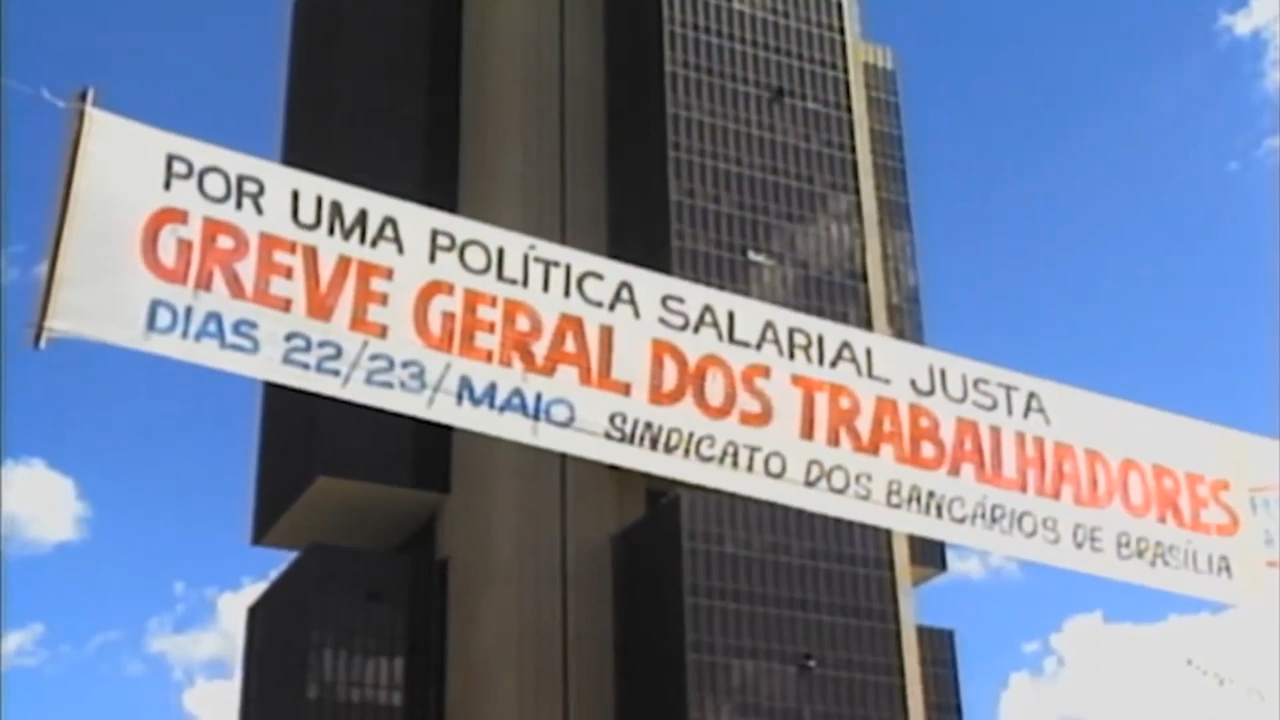 POR UMA POLÍTICA SALARIAL JUSTA
GREVE GERAL DOS TRABALHADORES
DIAS 22/23/MAIO SINDICATO DOS BANCÁRIOS DE BRASÍLIA